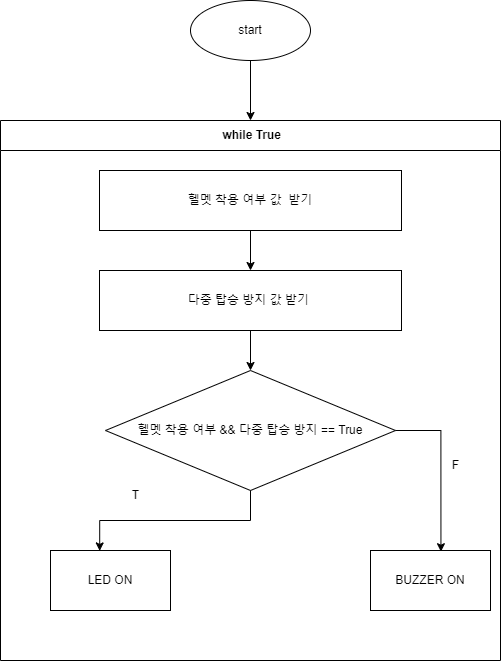 start
while True
헬멧 착용 여부 값 받기
다중 탑승 방지 값 받기
헬멧 착용 여부 && 다중 탑승 방지 == True
F
T
LED ON
BUZZER ON